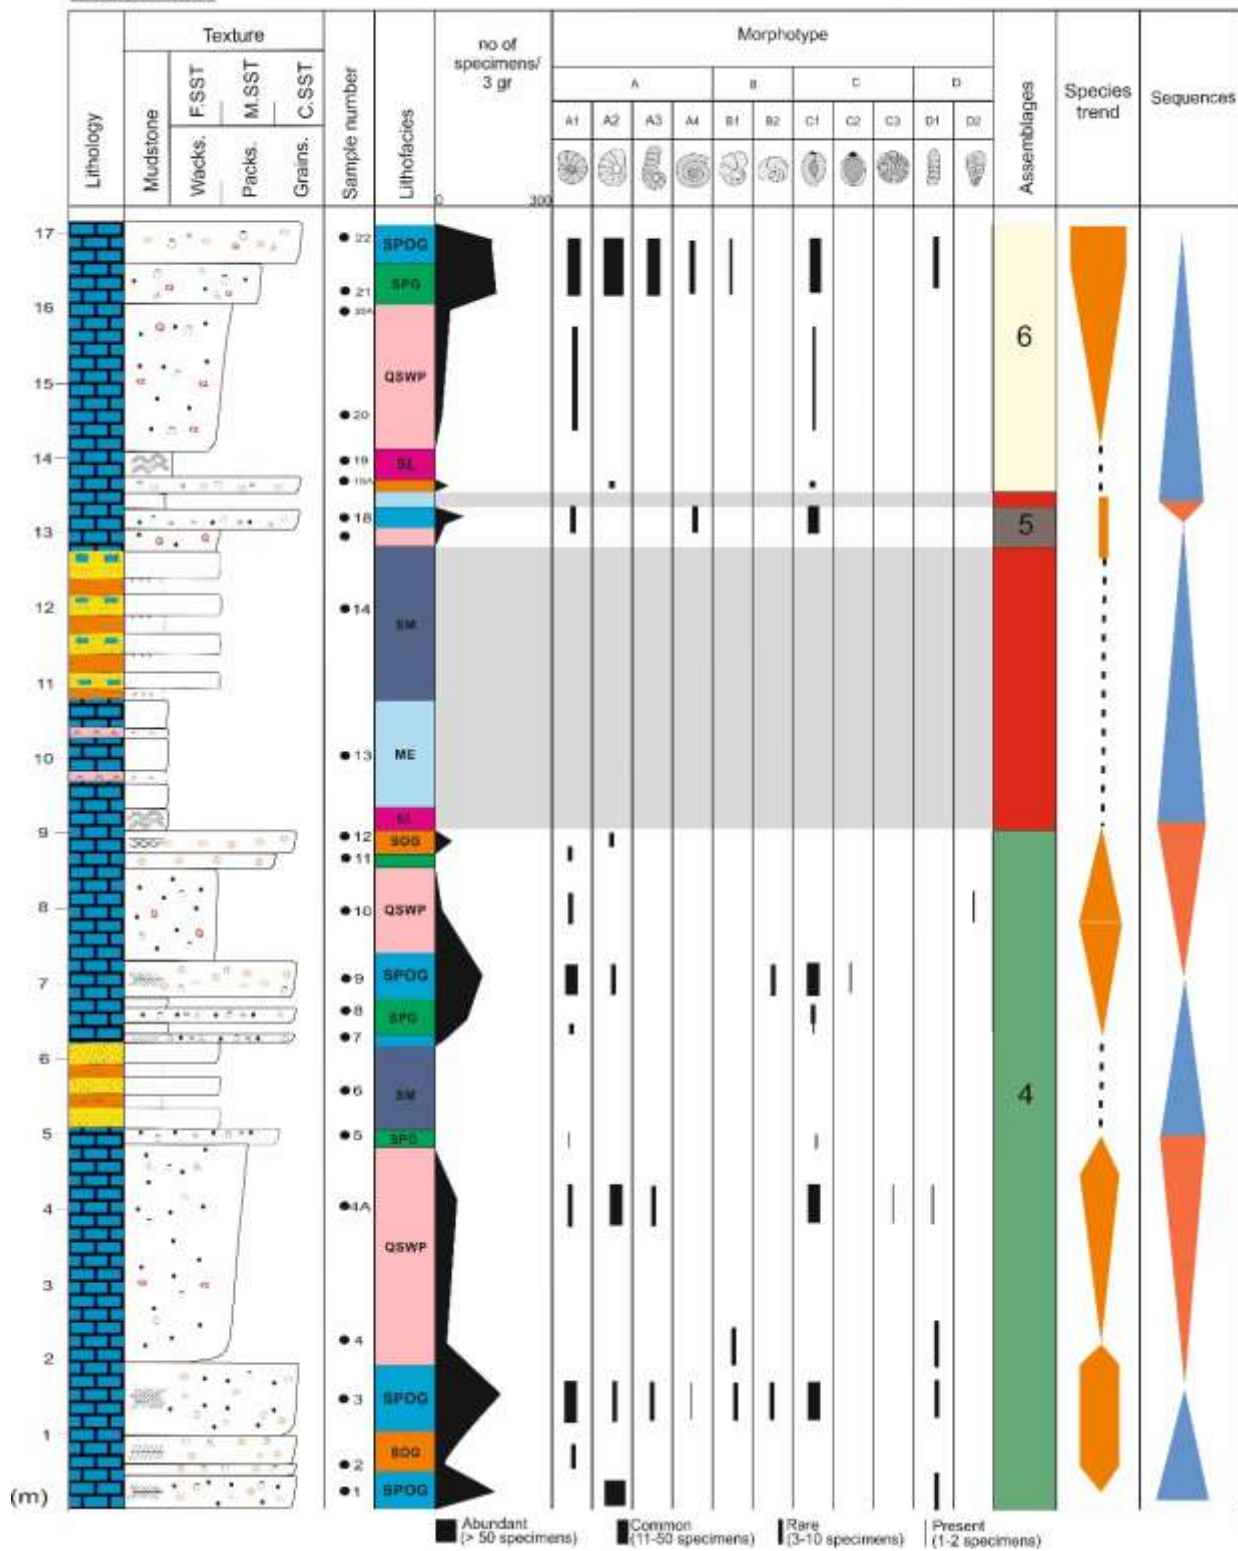 Texture
Morphotype
no of
specimens/
3 gr
A B C D
Species
trend
Sequences
Lithology
Mudstone
F.SST
M.SST
C.SST
Wacks.
Packs.
Grains.
Sample number
Lithofacies
Assemblages
A1 A2 A3 A4 B1 B2 C1 C2 C3 D1 D2
0 300
17 22 SPOG
21 SPG
16
6
QSWP
15
20
14 19 SL
18
13 5
12 14 SM
11
10 13 ME
9 12 SOG
11
8 10 QSWP
7 9 SPOG
8 SPG
7
6
6 SM
4
5 5 SPG
4 4A
QSWP
3
4
2
3 SPOG
1
SOG
2
(m) 1 SPOG
Abundant
(> 50 specimens)
Common
(11-50 specimens)
Rare
(3-10 specimens)
Present
(1-2 specimens)